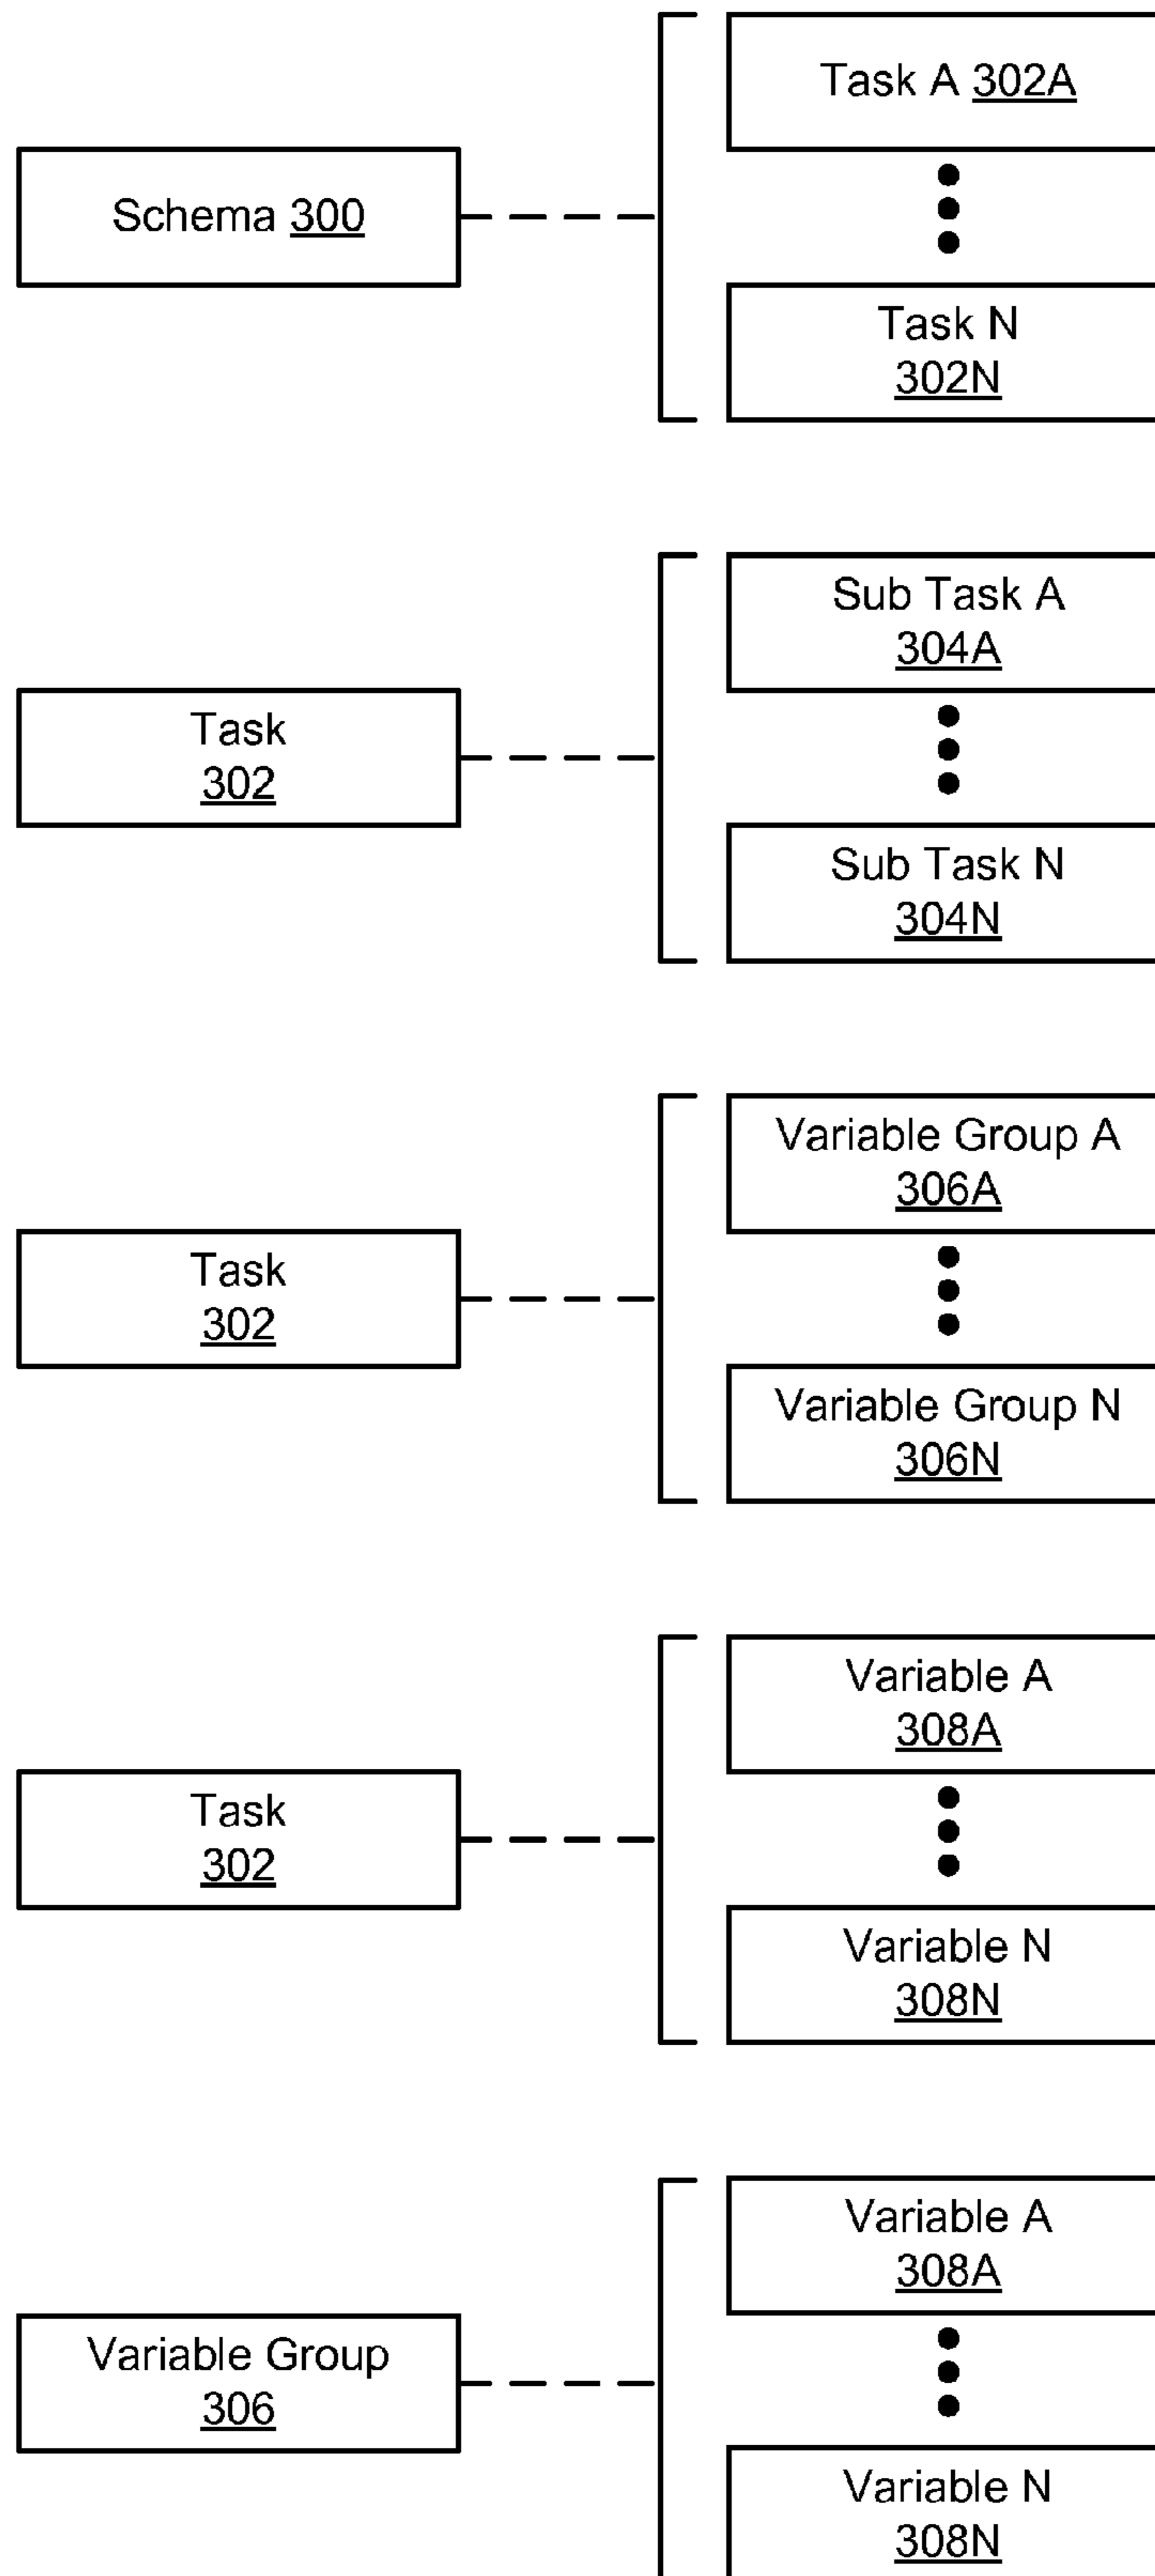 Task A 302A
Schema 300
Task N
302N
Sub Task A
304A
Task
302
Sub Task N
304N
Variable Group A
306A
Task
302
Variable Group N
306N
Variable A
308A
Task
302
Variable N
308N
Variable A
308A
Variable Group
306
Variable N
308N